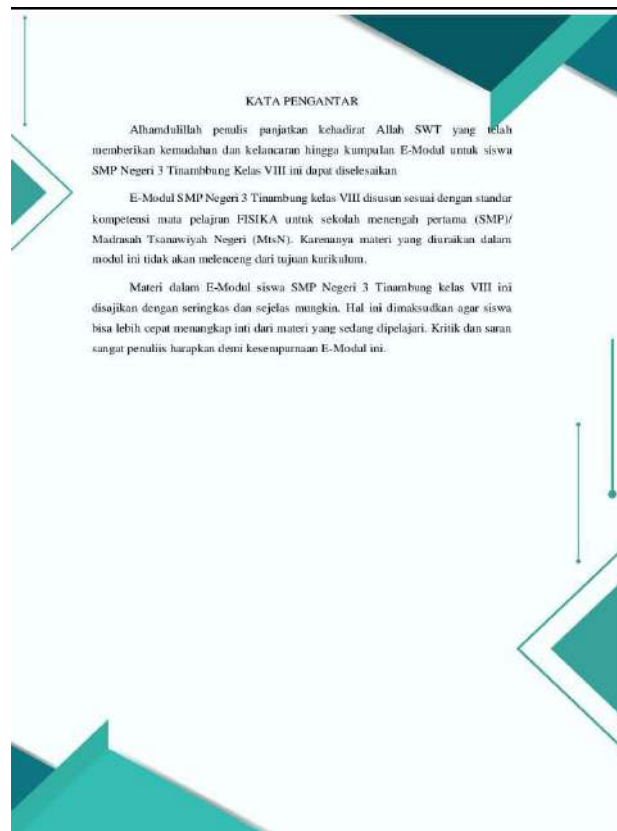 KATA PENGANTAR
Alhamdulillah penulis panjatkan kehadirat Allah SWT yang telah
memberikan kemudahan dan kelancaran hingga kumpulan E-Modul untuk siswa
SMP Negeri 3 Tinambbung Kelas VIII ini dapat diselesaikan
E-Modul SMP Negeri 3 Tinambung kelas VIII disusun sesuai dengan standar
kompetensi mata pelajran FISIKA untuk sekolah menengah pertama (SMP)/
Madrasah Tsanawiyah Negeri (MtsN). Karenanya materi yang diuraikan dalam
modul ini tidak akan melenceng dari tujuan kurikulum.
Materi dalam E-Modul siswa SMP Negeri 3 Tinambung kelas VIII ini
disajikan dengan seringkas dan sejelas mungkin. Hal ini dimaksudkan agar siswa
bisa lebih cepat menangkap inti dari materi yang sedang dipelajari. Kritik dan saran
sangat penuliis harapkan demi kesempurnaan E-Modul ini.